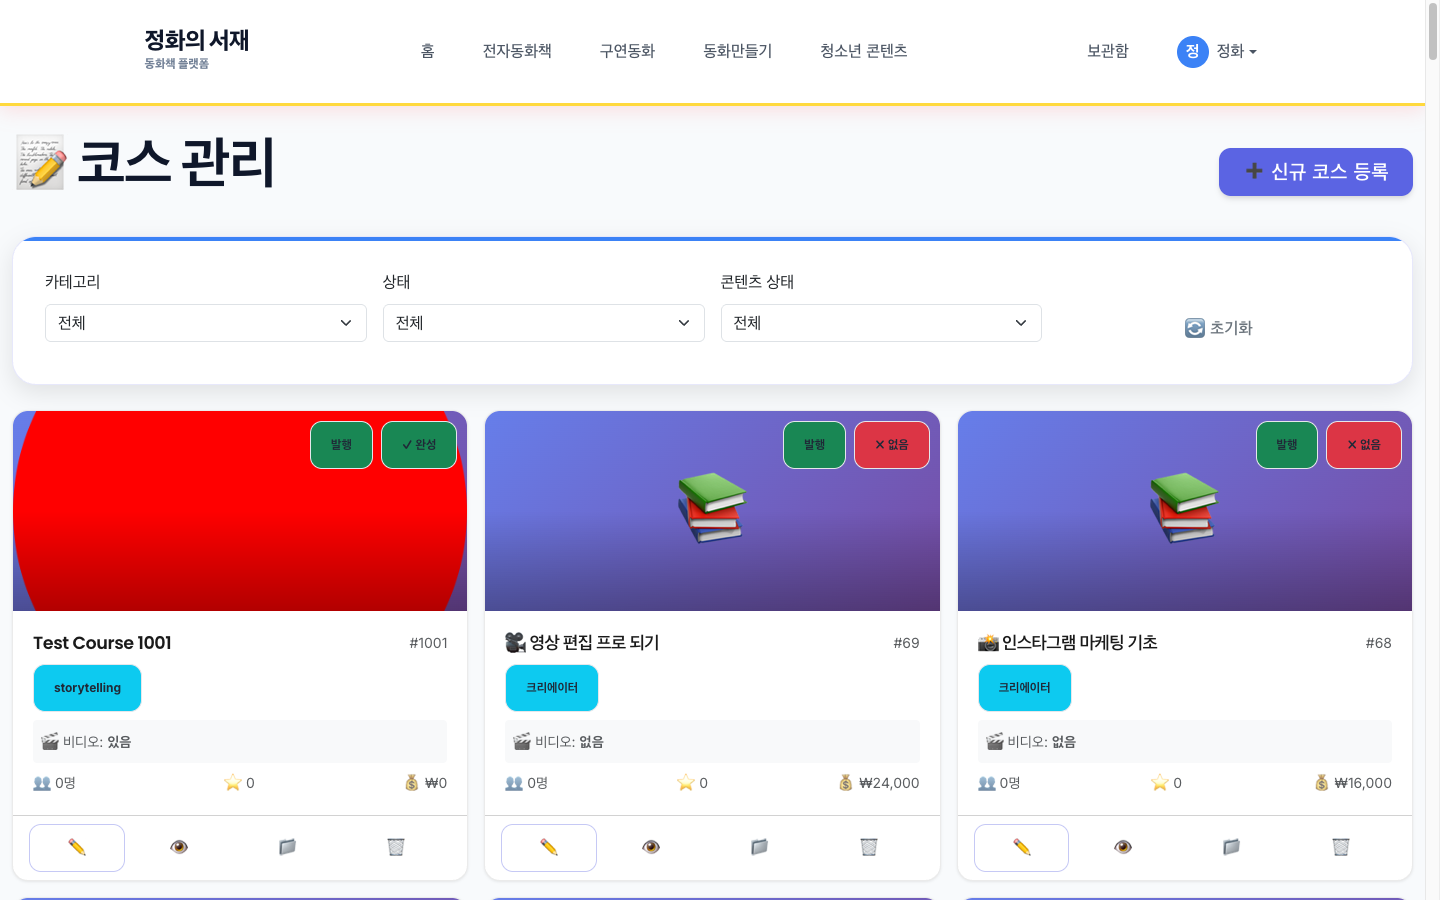 정화의 서재
동화책 플랫폼
홈
전자동화책
구연동화
동화만들기
청소년 콘텐츠
보관함
정 정화
📝 코스 관리
➕ 신규 코스 등록
카테고리
상태
콘텐츠 상태
전체
전체
전체
🔄 초기화
발행
✓ 완성
Test Course 1001
#1001
storytelling
🎬 비디오: 있음
👥 0명
⭐ 0
💰 ₩0
발행
✕ 없음
🎥 영상 편집 프로 되기
#69
크리에이터
🎬 비디오: 없음
👥 0명
⭐ 0
💰 ₩24,000
발행
✕ 없음
📸 인스타그램 마케팅 기초
#68
크리에이터
🎬 비디오: 없음
👥 0명
⭐ 0
💰 ₩16,000